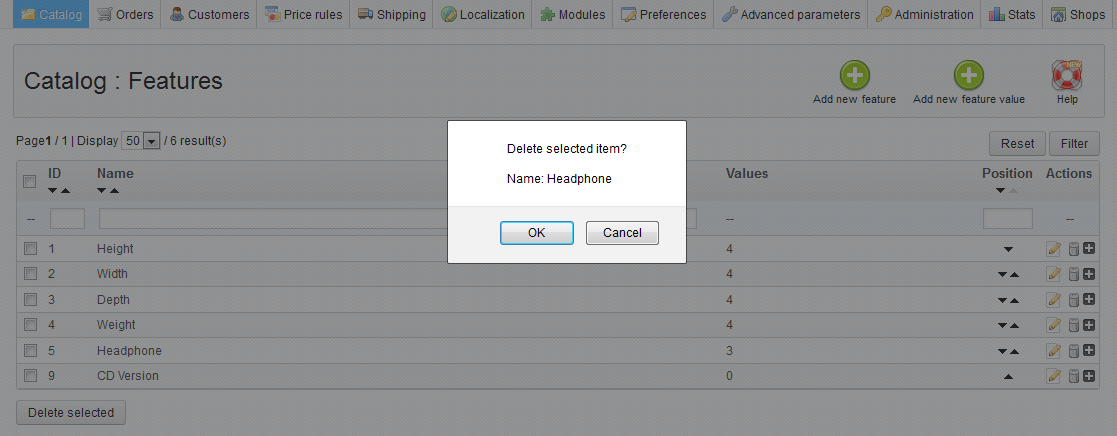 Catalog Orders Customers Price rules Shipping Localization Modules Preferences Advanced parameters Administration Stats Shops
Catalog : Features
Add new feature Add new feature value NEW Help
Page1 / 1 | Display 50 / 6 result(s)
Reset Filter
Delete selected item?
Name: Headphone
OK Cancel
ID Name Values Position Actions
-- -- --
1 Height 4
2 Width 4
3 Depth 4
4 Weight 4
5 Headphone 3
9 CD Version 0
Delete selected